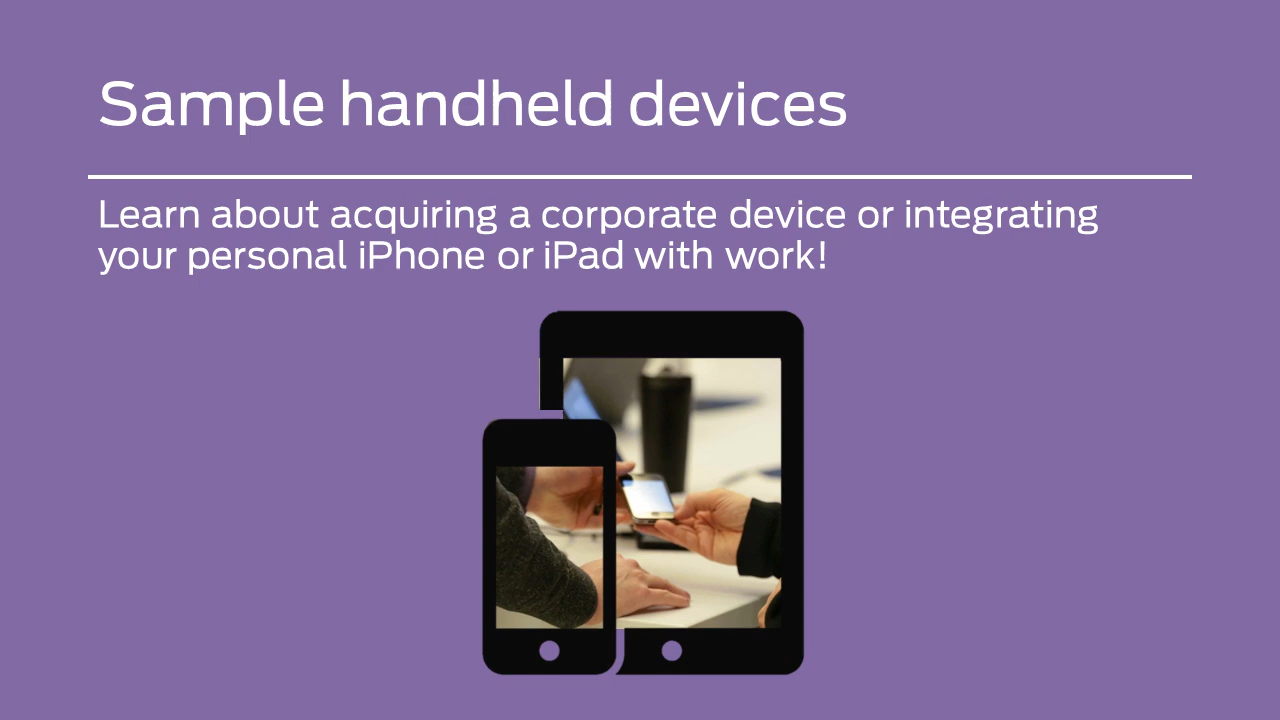 Sample handheld devices
Learn about acquiring a corporate device or integrating
your personal iPhone or iPad with work!